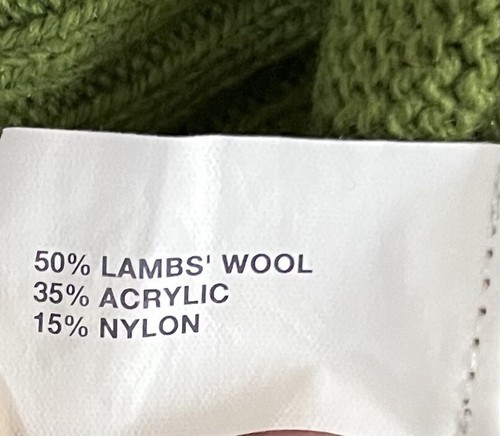 50% LAMBS' WOOL
35% ACRYLIC
15% NYLON